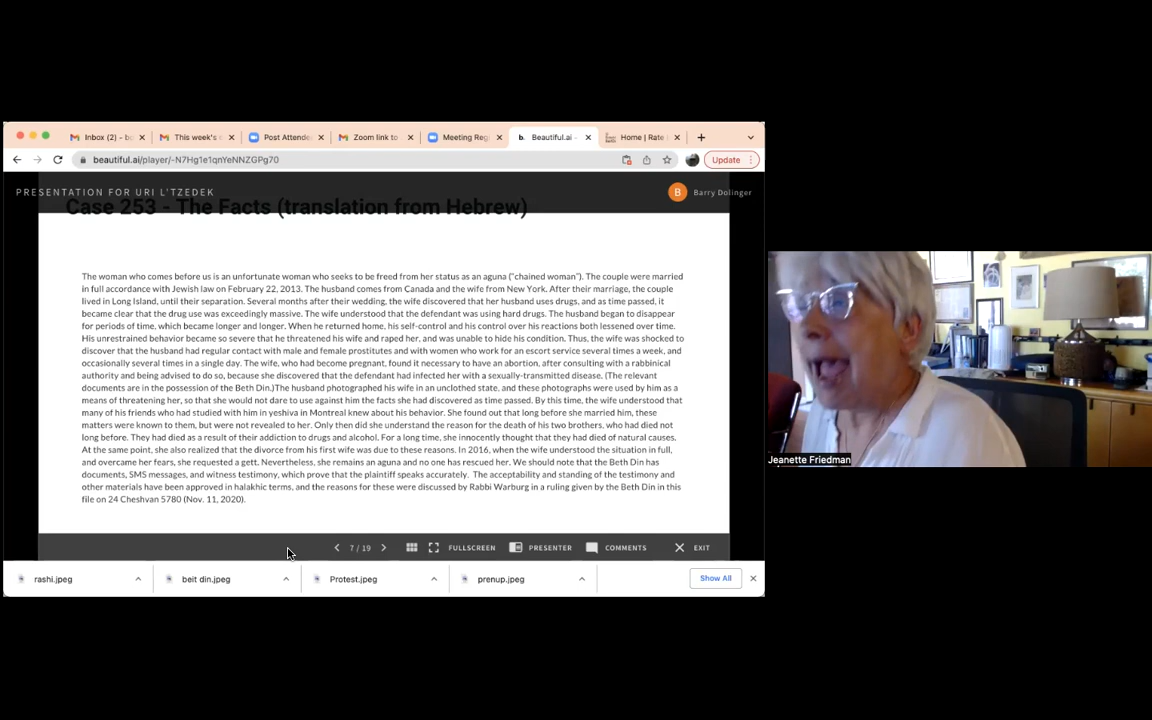 Inbox (2) - bo
This week's
Post Attende
Zoom link to
Meeting Reg
Beautiful.ai -
Home | Rate
beautiful.ai/player/-N7Hg1e1qnYeNNZGPg70
Update
PRESENTATION FOR URI L'TZEDEK
B Barry Dolinger
Case 253 - The Facts (translation from Hebrew)
The woman who comes before us is an unfortunate woman who seeks to be freed from her status as an aguna ("chained woman"). The couple were married
in full accordance with Jewish law on February 22, 2013. The husband comes from Canada and the wife from New York. After their marriage, the couple
lived in Long Island, until their separation. Several months after their wedding, the wife discovered that her husband uses drugs, and as time passed, it
became clear that the drug use was exceedingly massive. The wife understood that the defendant was using hard drugs. The husband began to disappear
for periods of time, which became longer and longer. When he returned home, his self-control and his control over his reactions both lessened over time.
His unrestrained behavior became so severe that he threatened his wife and raped her, and was unable to hide his condition. Thus, the wife was shocked to
discover that the husband had regular contact with male and female prostitutes and with women who work for an escort service several times a week, and
occasionally several times in a single day. The wife, who had become pregnant, found it necessary to have an abortion, after consulting with a rabbinical
authority and being advised to do so, because she discovered that the defendant had infected her with a sexually-transmitted disease. (The relevant
documents are in the possession of the Beth Din.)The husband photographed his wife in an unclothed state, and these photographs were used by him as a
means of threatening her, so that she would not dare to use against him the facts she had discovered as time passed. By this time, the wife understood that
many of his friends who had studied with him in yeshiva in Montreal knew about his behavior. She found out that long before she married him, these
matters were known to them, but were not revealed to her. Only then did she understand the reason for the death of his two brothers, who had died not
long before. They had died as a result of their addiction to drugs and alcohol. For a long time, she innocently thought that they had died of natural causes.
At the same point, she also realized that the divorce from his first wife was due to these reasons. In 2016, when the wife understood the situation in full,
and overcame her fears, she requested a gett. Nevertheless, she remains an aguna and no one has rescued her. We should note that the Beth Din has
documents, SMS messages, and witness testimony, which prove that the plaintiff speaks accurately. The acceptability and standing of the testimony and
other materials have been approved in halakhic terms, and the reasons for these were discussed by Rabbi Warburg in a ruling given by the Beth Din in this
file on 24 Cheshvan 5780 (Nov. 11, 2020).
Jeanette Friedman
7 / 19
FULLSCREEN
PRESENTER
COMMENTS
EXIT
rashi.jpeg
beit din.jpeg
Protest.jpeg
prenup.jpeg
Show All